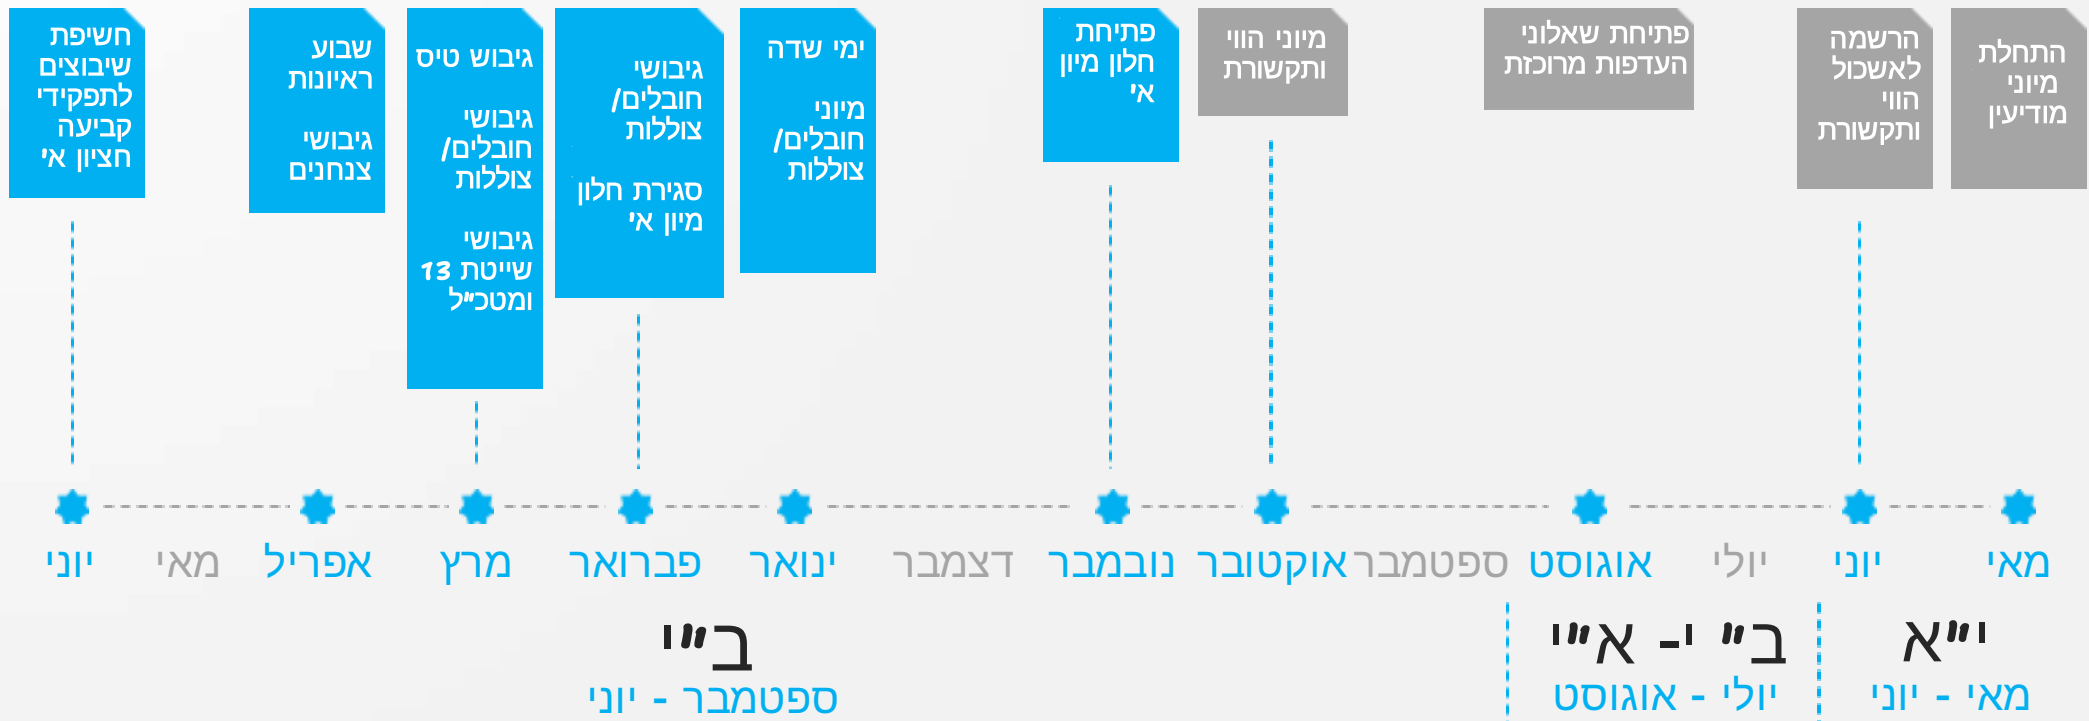 התחלת
מיוני
מודיעין
הרשמה
לאשכול
הווי
ותקשורת
פתיחת שאלוני
העדפות מרוכזת
מיוני הווי
ותקשורת
פתיחת
חלון מיון
א'
ימי שדה
מיוני
חובלים/
צוללות
גיבושי
חובלים/
צוללות
סגירת חלון
מיון א'
גיבוש טיס
גיבושי
חובלים/
צוללות
גיבושי
שייטת 13
ומטכ"ל
שבוע
ראיונות
גיבושי
צנחנים
חשיפת
שיבוצים
לתפקידי
קביעה
חציון א'
מאי
יוני
יולי
אוגוסט
ספטמבר
אוקטובר
נובמבר
דצמבר
ינואר
פברואר
מרץ
אפריל
מאי
יוני
י"א
מאי - יוני
ב" י- א"י
יולי - אוגוסט
ב"י
ספטמבר - יוני